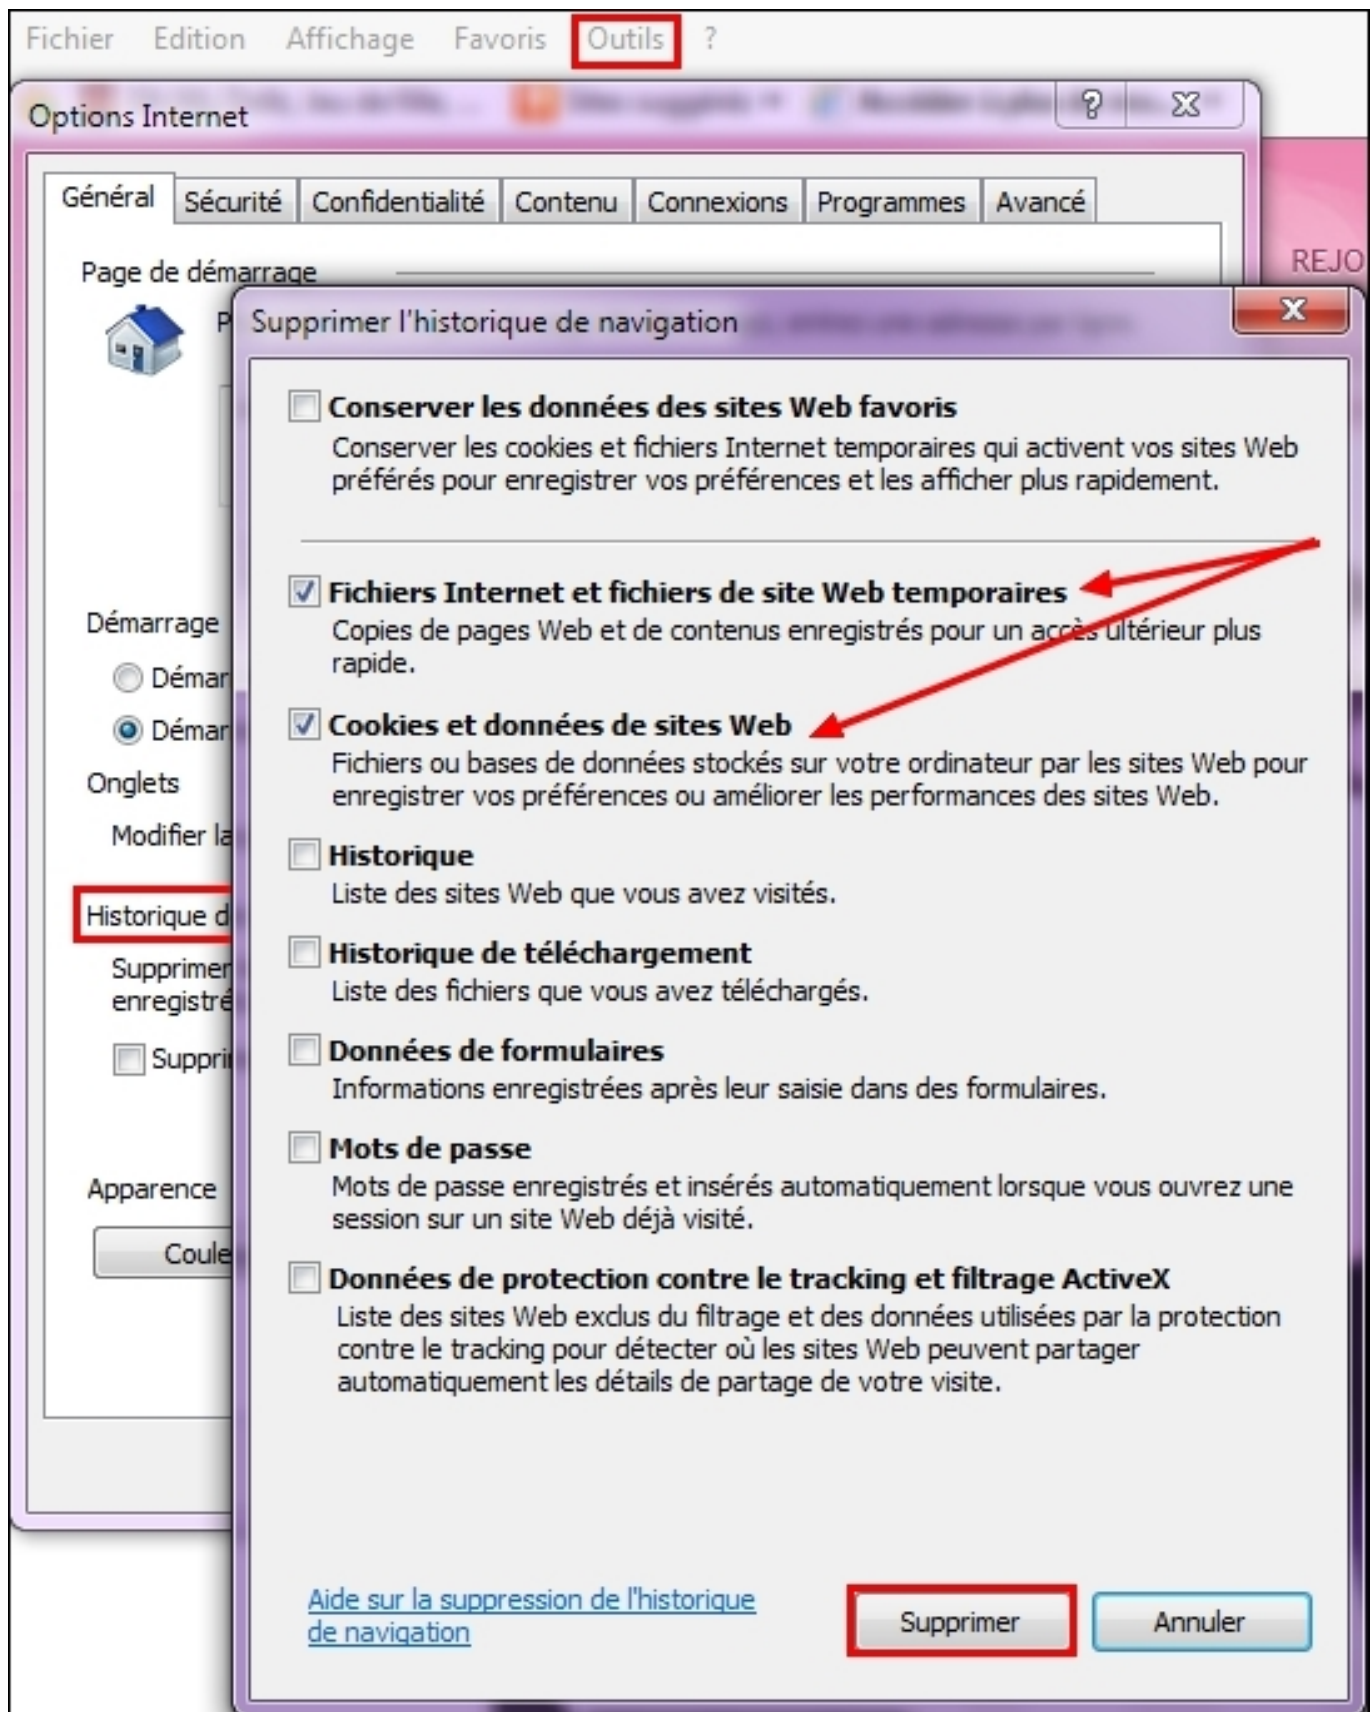 Fichier Edition Affichage Favoris Outils ?
Options Internet
Général Sécurité Confidentialité Contenu Connexions Programmes Avancé
Page de démarrage
REJO
P
Supprimer l'historique de navigation
Conserver les données des sites Web favoris
Conserver les cookies et fichiers Internet temporaires qui activent vos sites Web
préférés pour enregistrer vos préférences et les afficher plus rapidement.
Fichiers Internet et fichiers de site Web temporaires
Copies de pages Web et de contenus enregistrés pour un accès ultérieur plus
rapide.
Démarrage
Démar
Démar
Cookies et données de sites Web
Fichiers ou bases de données stockés sur votre ordinateur par les sites Web pour
enregistrer vos préférences ou améliorer les performances des sites Web.
Onglets
Modifier la
Historique
Liste des sites Web que vous avez visités.
Historique d
Supprimer
enregistré
Historique de téléchargement
Liste des fichiers que vous avez téléchargés.
Supprin
Données de formulaires
Informations enregistrées après leur saisie dans des formulaires.
Mots de passe
Mots de passe enregistrés et insérés automatiquement lorsque vous ouvrez une
session sur un site Web déjà visité.
Apparence
Coule
Données de protection contre le tracking et filtrage ActiveX
Liste des sites Web exclus du filtrage et des données utilisées par la protection
contre le tracking pour détecter où les sites Web peuvent partager
automatiquement les détails de partage de votre visite.
Aide sur la suppression de l'historique
de navigation
Supprimer Annuler